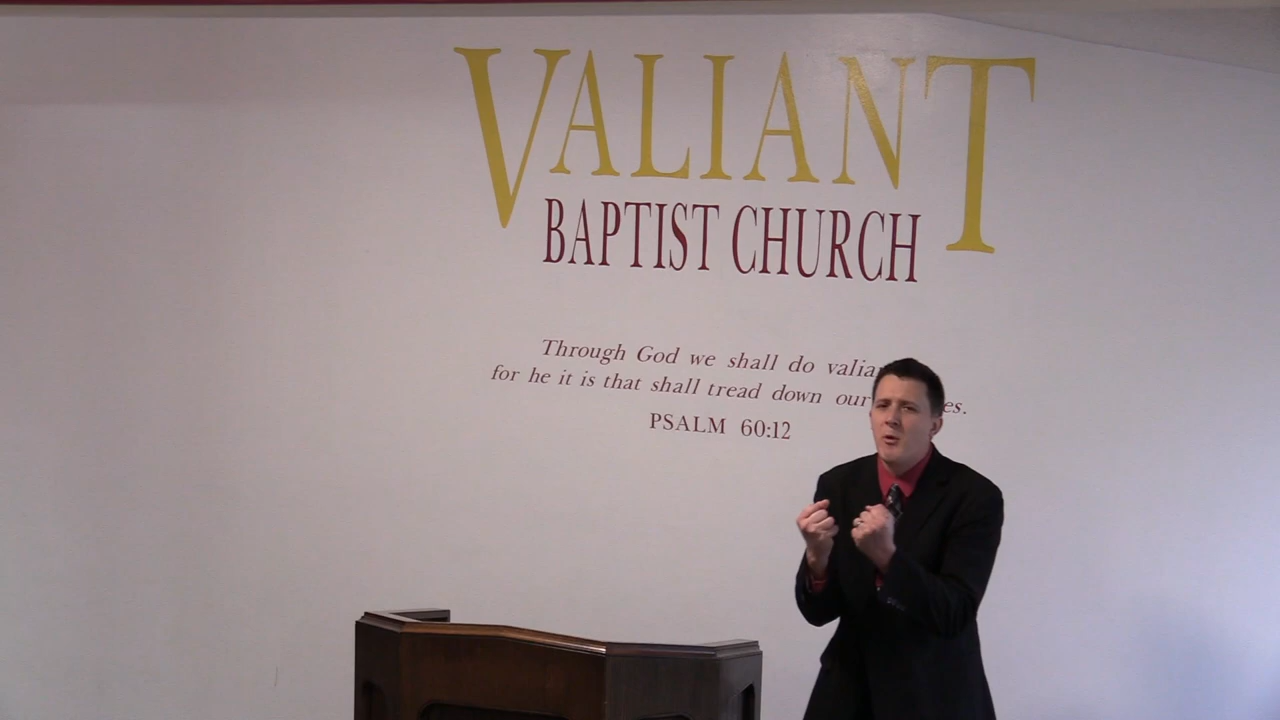 VALIANT
BAPTIST CHURCH
Through God we shall do
for he it is that shall tread down our
PSALM 60:12